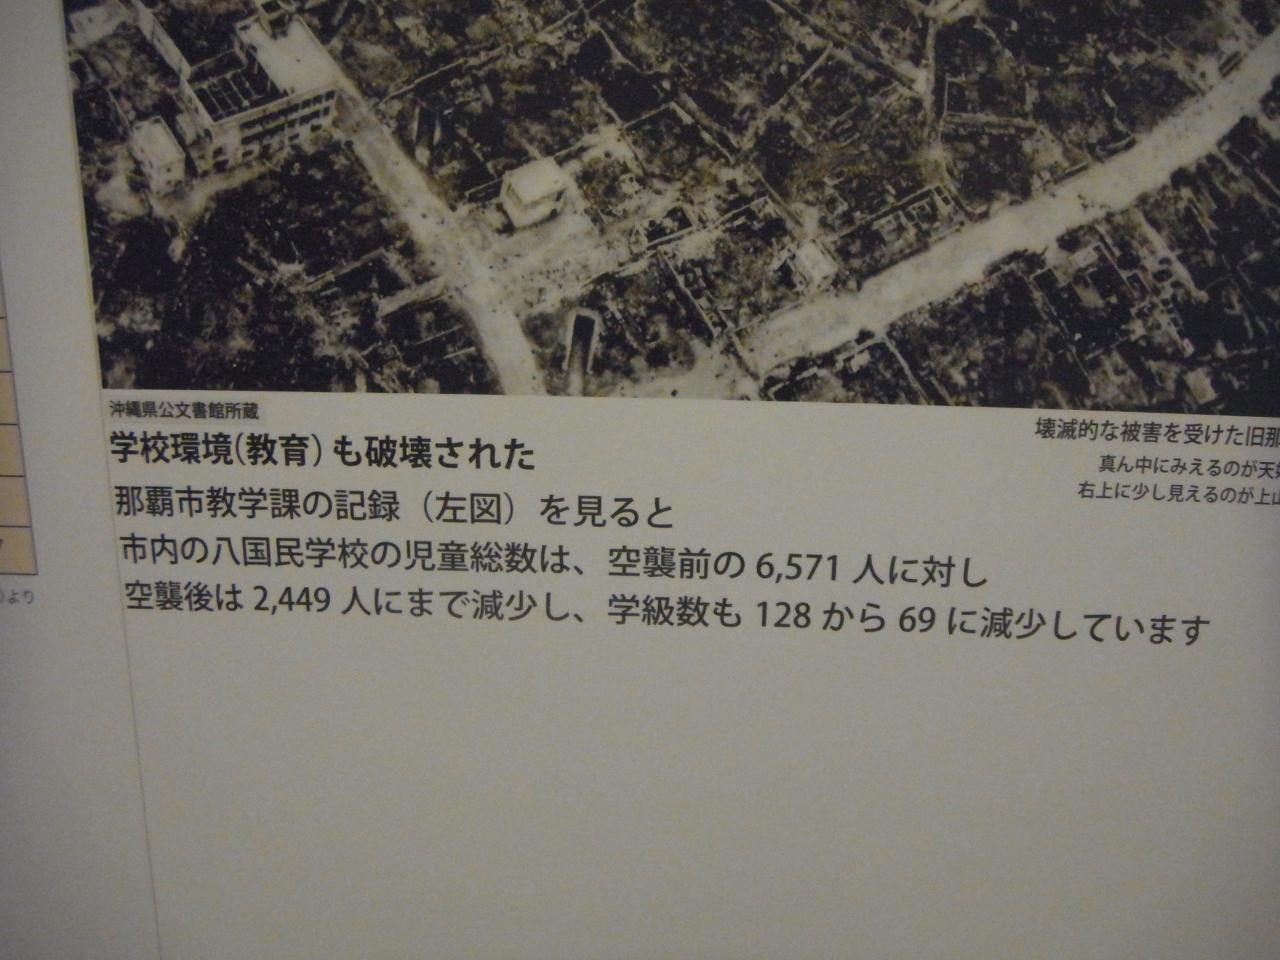 沖縄県公文書館所蔵
学校環境(教育)も破壊された
那覇市教学課の記録（左図）を見ると
市内の八国民学校の児童総数は、空襲前の 6,571 人に対し
空襲後は 2,449 人にまで減少し、学級数も 128 から 69 に減少しています
壊滅的な被害を受けた旧那
真ん中にみえるのが天
右上に少し見えるのが上山
より